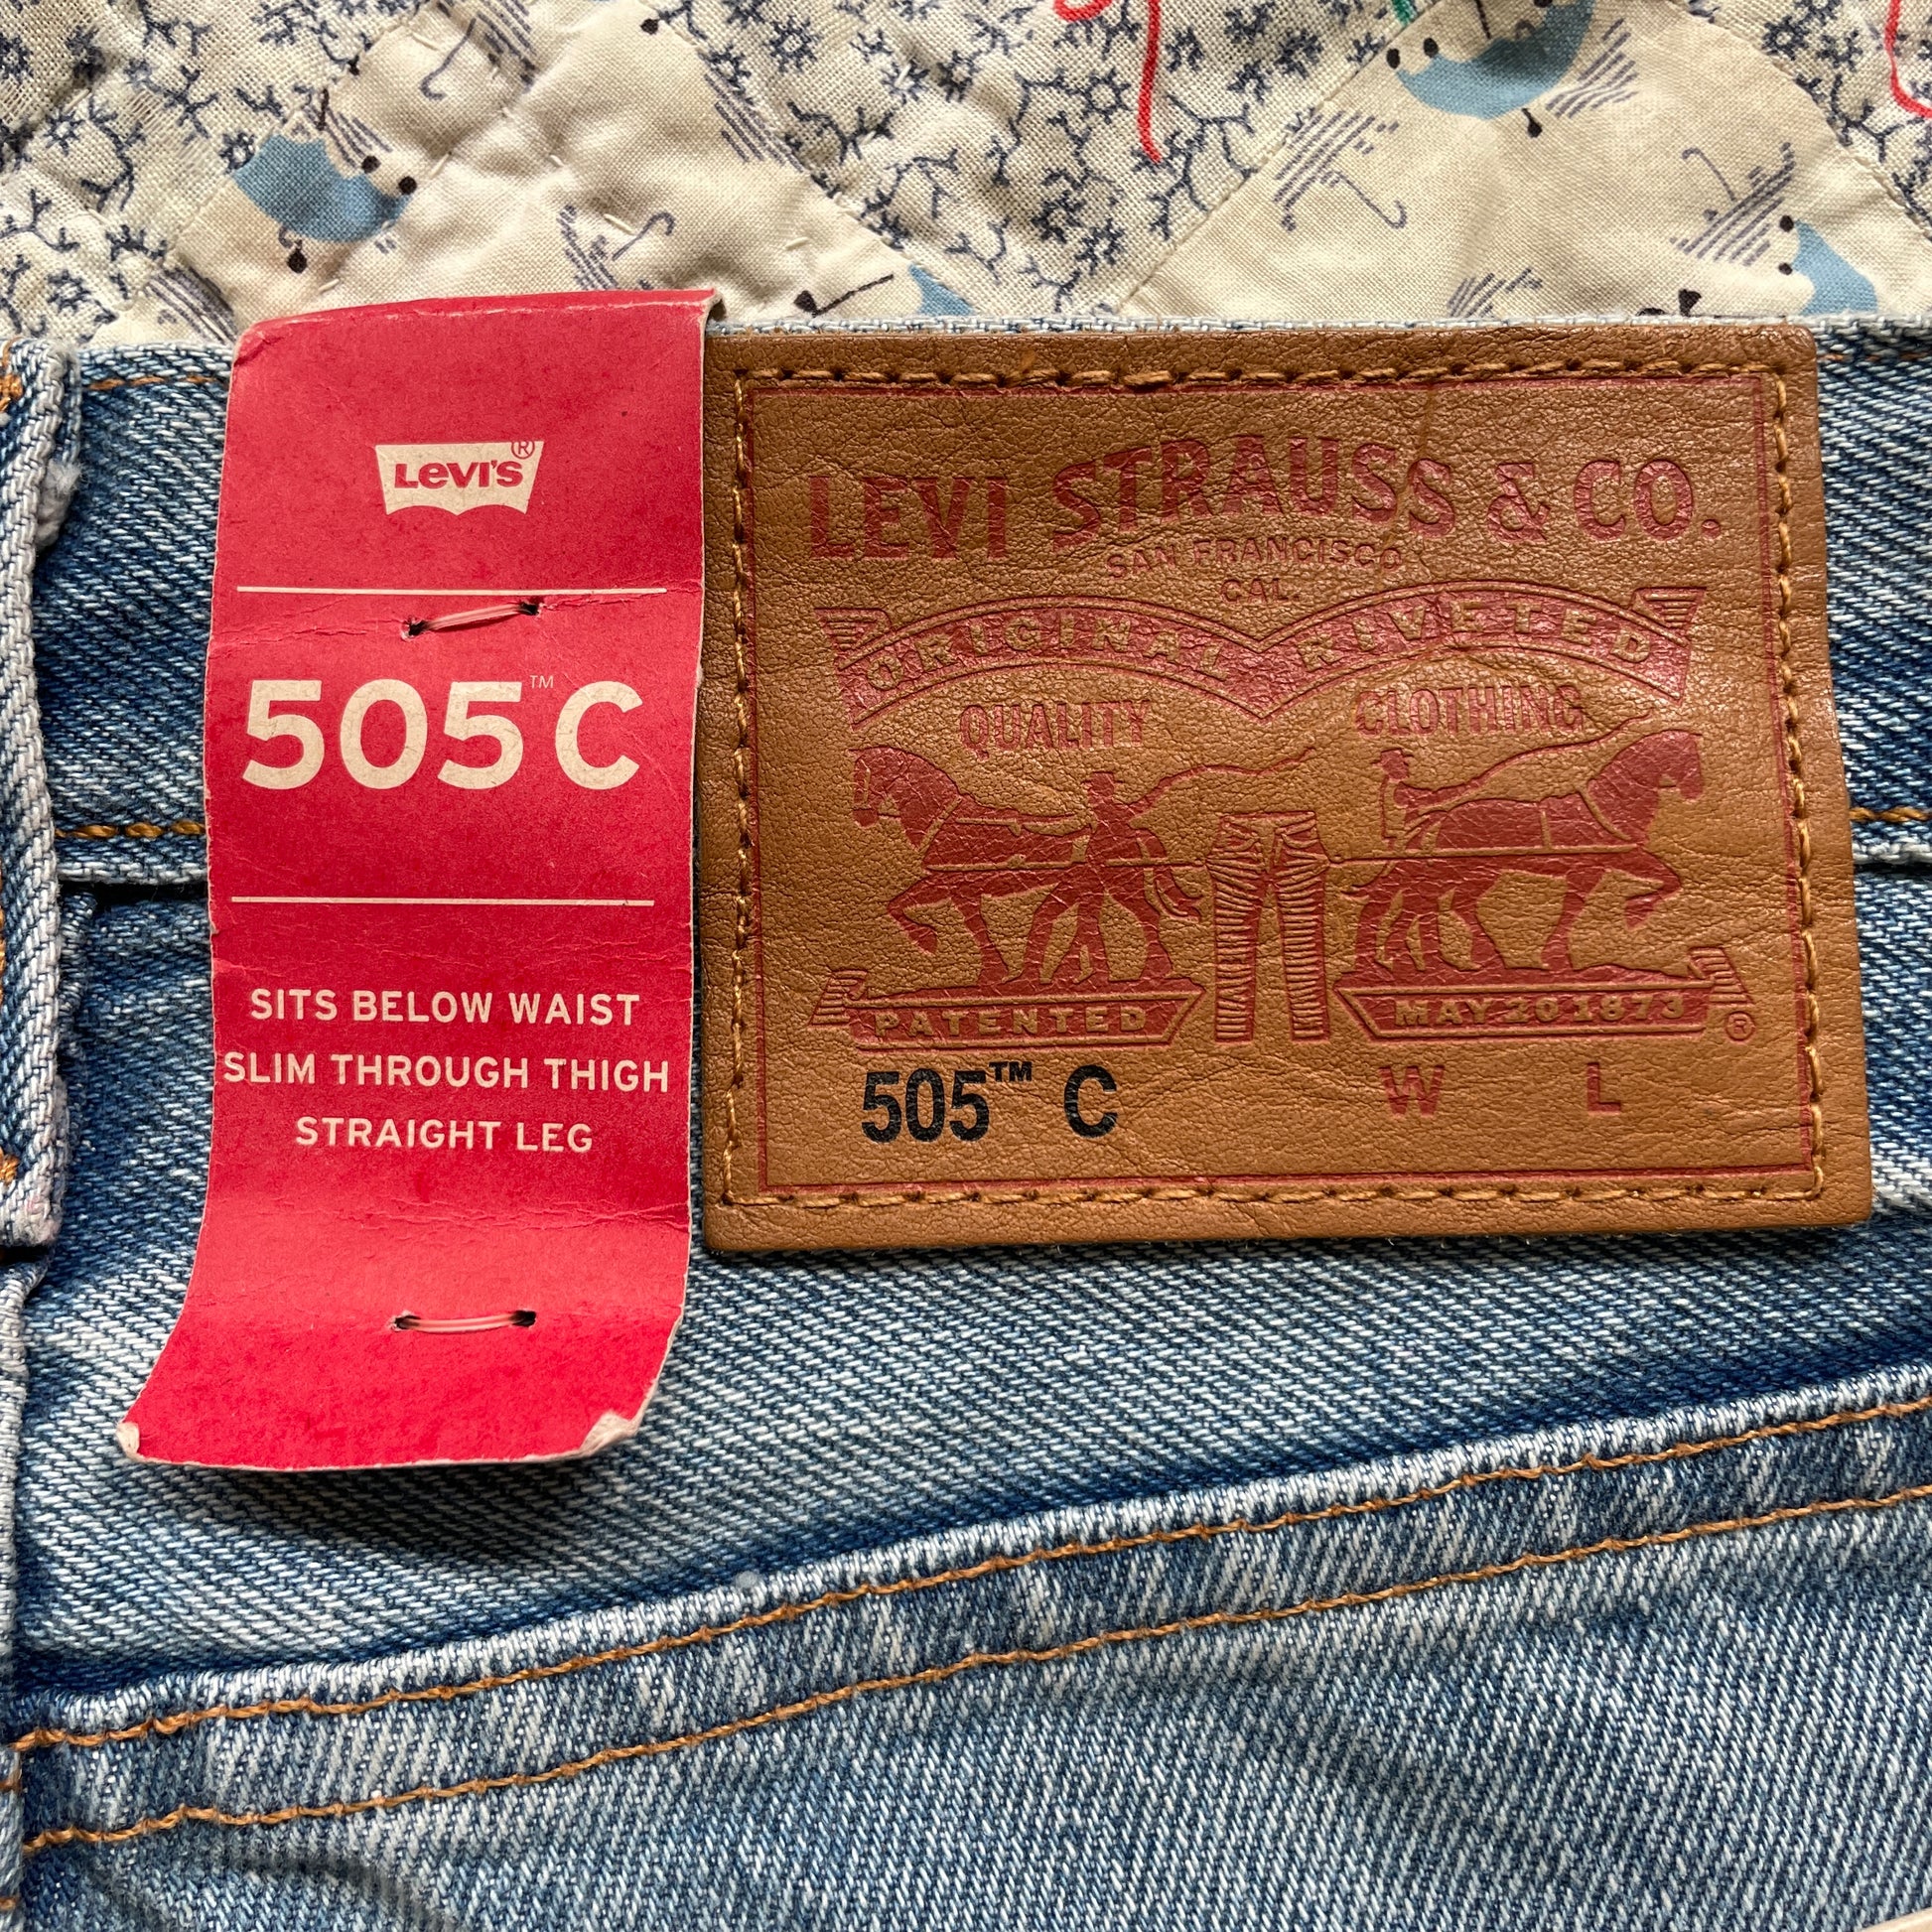 LEVI'S®
505™ C
SITS BELOW WAIST
SLIM THROUGH THIGH
STRAIGHT LEG
LEVI STRAUSS & CO.
SAN FRANCISCO
CAL.
ORIGINAL RIVETED
QUALITY CLOTHING
PATENTED MAY 20 1873 ®
505™ C W L